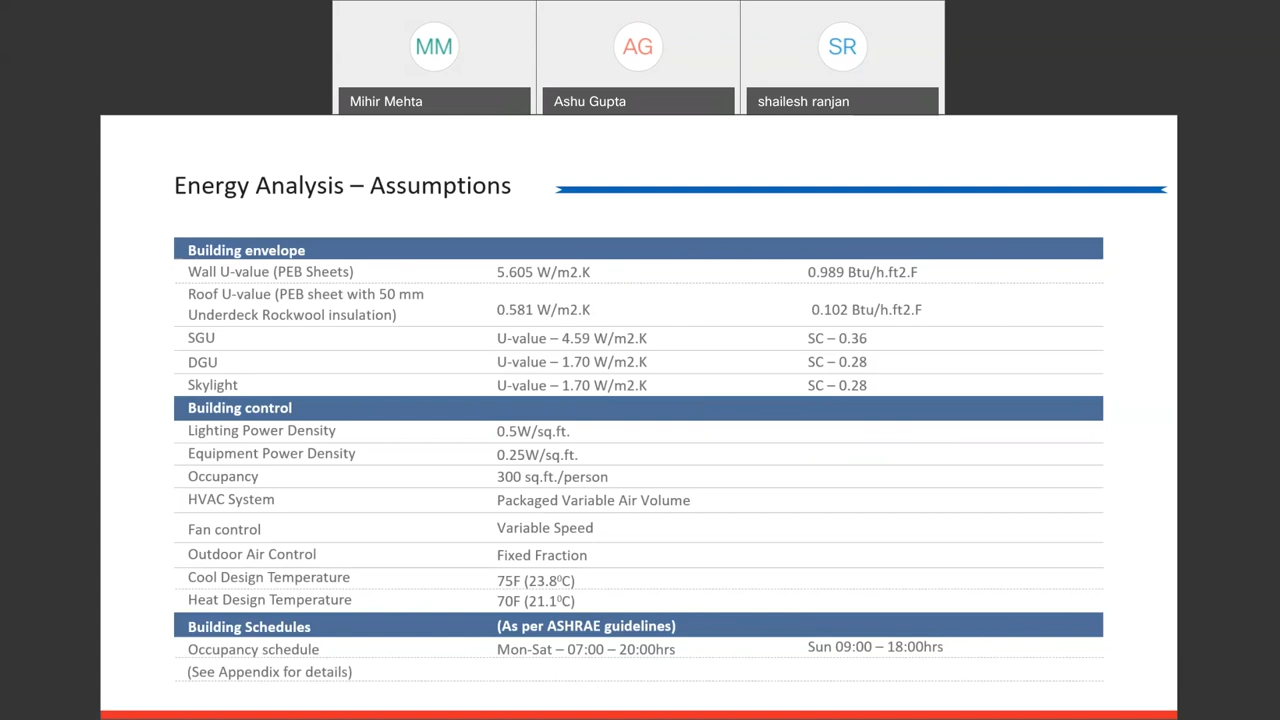 MM
AG
SR
Mihir Mehta
Ashu Gupta
shailesh ranjan
Energy Analysis – Assumptions
Building envelope
Wall U-value (PEB Sheets) 5.605 W/m2.K 0.989 Btu/h.ft2.F
Roof U-value (PEB sheet with 50 mm
Underdeck Rockwool insulation) 0.581 W/m2.K 0.102 Btu/h.ft2.F
SGU U-value – 4.59 W/m2.K SC – 0.36
DGU U-value – 1.70 W/m2.K SC – 0.28
Skylight U-value – 1.70 W/m2.K SC – 0.28
Building control
Lighting Power Density 0.5W/sq.ft.
Equipment Power Density 0.25W/sq.ft.
Occupancy 300 sq.ft./person
HVAC System Packaged Variable Air Volume
Fan control Variable Speed
Outdoor Air Control Fixed Fraction
Cool Design Temperature 75F (23.8⁰C)
Heat Design Temperature 70F (21.1⁰C)
Building Schedules (As per ASHRAE guidelines)
Occupancy schedule Mon-Sat – 07:00 – 20:00hrs Sun 09:00 – 18:00hrs
(See Appendix for details)